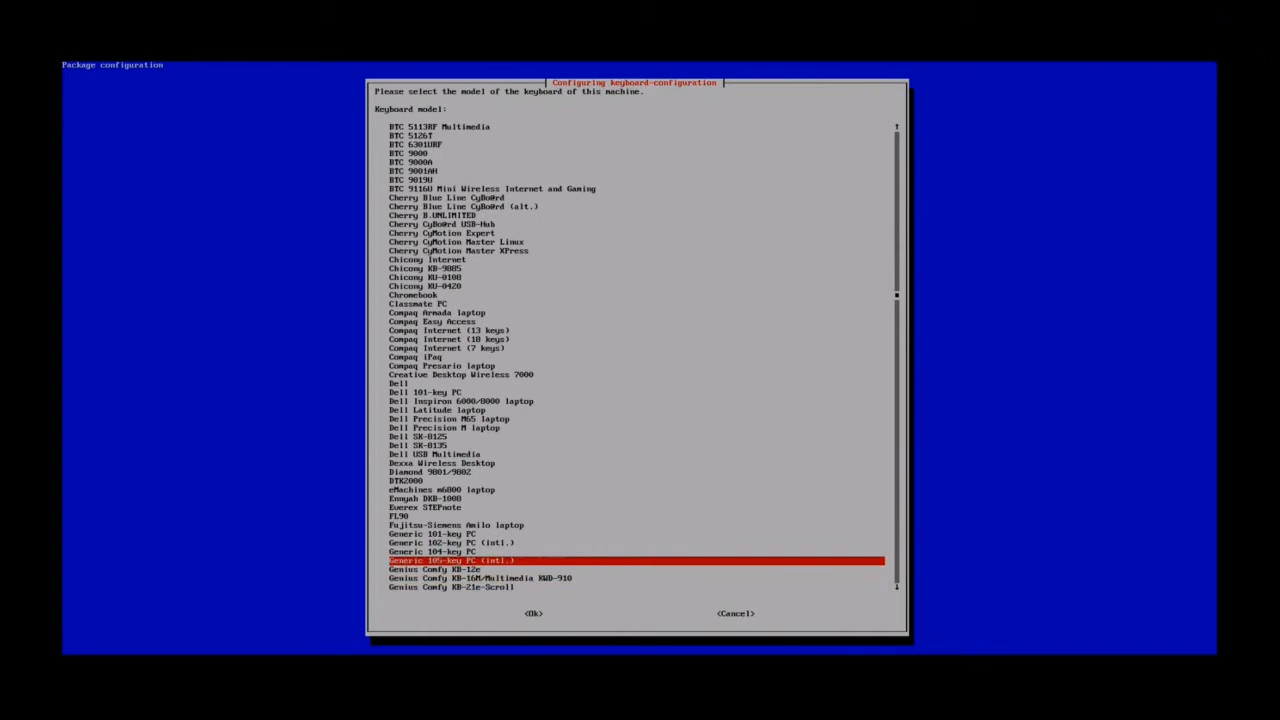 Package configuration
Configuring keyboard-configuration
Please select the model of the keyboard of this machine.
Keyboard model:
BTC 5113RF Multimedia
BTC 5126T
BTC 6301URF
BTC 9000
BTC 9000A
BTC 9001AH
BTC 9019U
BTC 9116U Mini Wireless Internet and Gaming
Cherry Blue Line CyBo@rd
Cherry Blue Line CyBo@rd (alt.)
Cherry B.UNLIMITED
Cherry CyBo@rd USB-Hub
Cherry CyMotion Expert
Cherry CyMotion Master Linux
Cherry CyMotion Master XPress
Chicony Internet
Chicony KB-9885
Chicony KU-0108
Chicony KU-0420
Chromebook
Classmate PC
Compaq Armada laptop
Compaq Easy Access
Compaq Internet (13 keys)
Compaq Internet (18 keys)
Compaq Internet (7 keys)
Compaq iPaq
Compaq Presario laptop
Creative Desktop Wireless 7000
Dell
Dell 101-key PC
Dell Inspiron 6000/8000 laptop
Dell Latitude laptop
Dell Precision M65 laptop
Dell Precision M laptop
Dell SK-8125
Dell SK-8135
Dell USB Multimedia
Dexxa Wireless Desktop
Diamond 9801/9802
DTK2000
eMachines m6800 laptop
Ennyah DKB-1008
Everex STEPnote
FL90
Fujitsu-Siemens Amilo laptop
Generic 101-key PC
Generic 102-key PC (intl.)
Generic 104-key PC
Generic 105-key PC (intl.)
Genius Comfy KB-12e
Genius Comfy KB-16M/Multimedia KWD-910
Genius Comfy KB-21e-Scroll
<Ok> <Cancel>